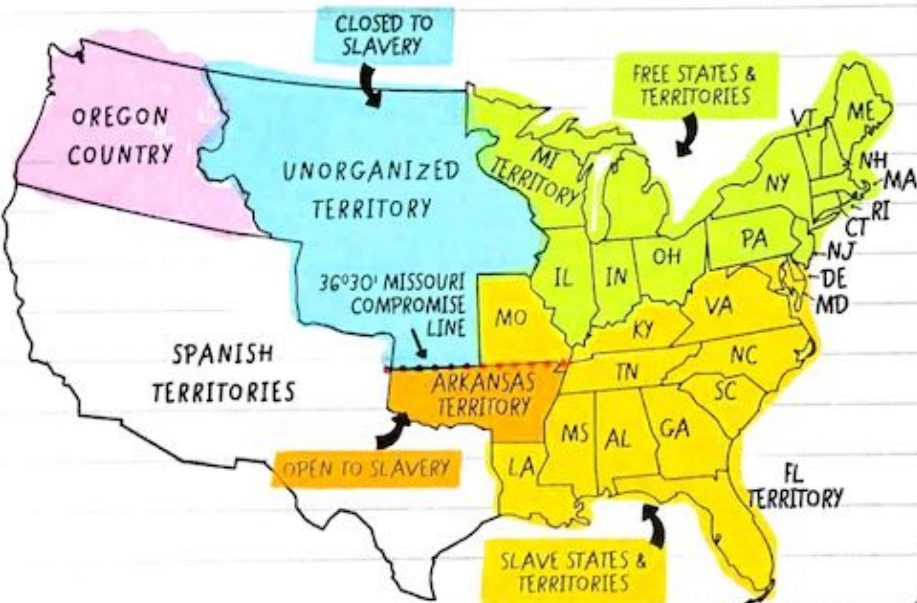 CLOSED TO
SLAVERY
FREE STATES &
TERRITORIES
OREGON
COUNTRY
UNORGANIZED
TERRITORY
MI
TERRITORY
VT
ME
NH
MA
RI
CT
NY
NJ
PA
DE
MD
OH
IN
IL
36°30' MISSOURI
COMPROMISE
LINE
MO
KY
VA
SPANISH
TERRITORIES
ARKANSAS
TERRITORY
TN
NC
SC
OPEN TO SLAVERY
LA
MS
AL
GA
FL
TERRITORY
SLAVE STATES &
TERRITORIES